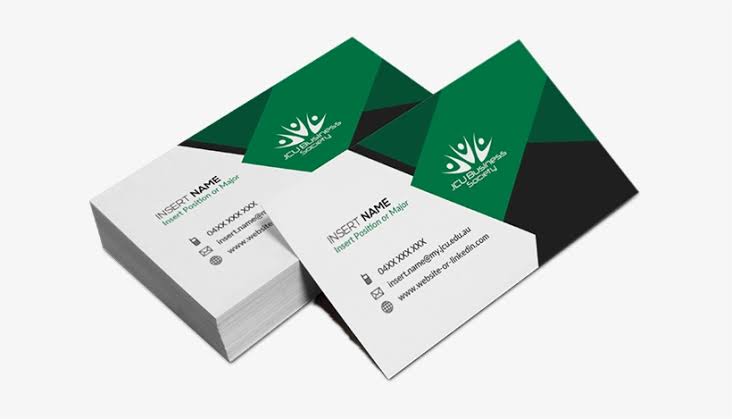 JCU Business
Society
INSERT NAME
Insert Position or Major
04XX XXX XXX
insert.name@my.jcu.edu.au
www.website-or-linkedin.com
JCU Business
Society
INSERT NAME
Insert Position or Major
04XX XXX XXX
insert.name@my
www.website